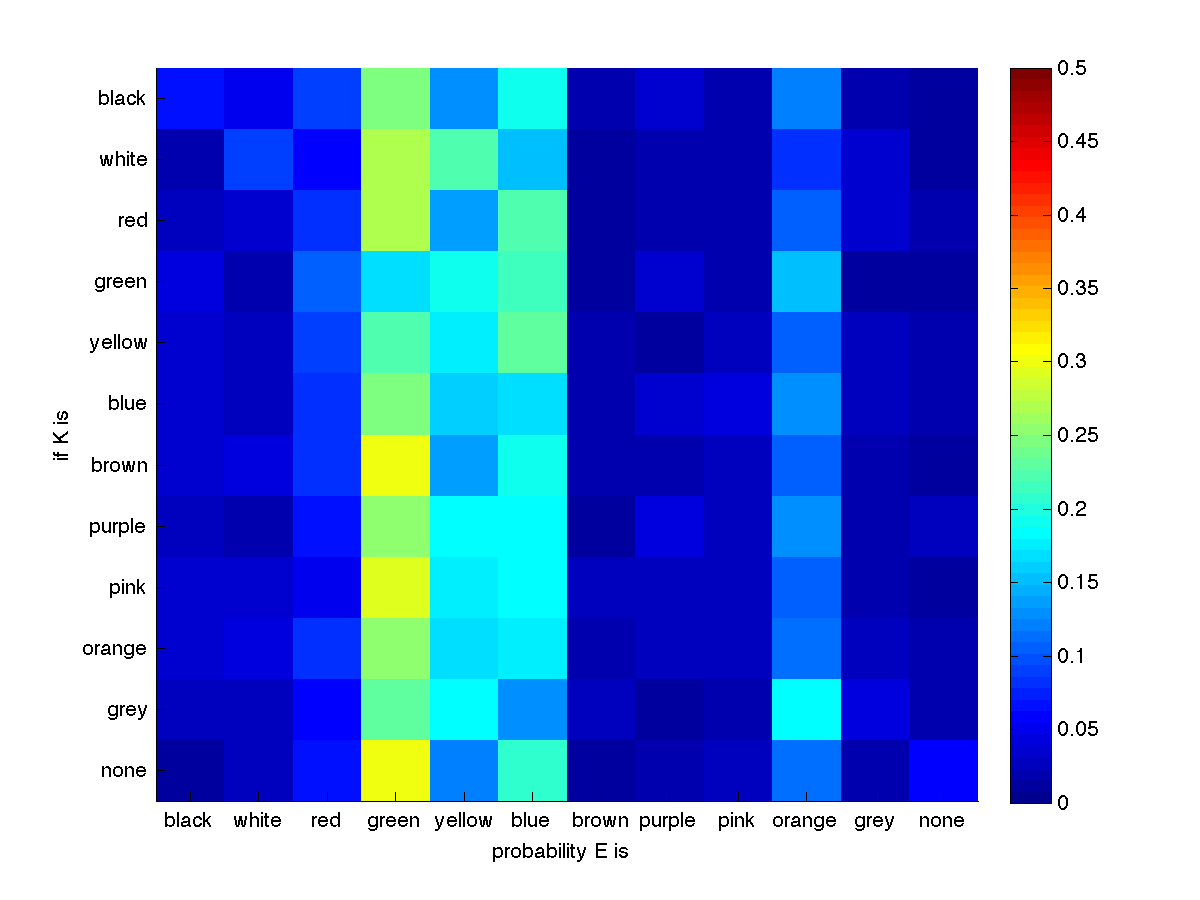 black
white
red
green
yellow
blue
brown
purple
pink
orange
grey
none
if K is
black white red green yellow blue brown purple pink orange grey none
probability E is
0.5
0.45
0.4
0.35
0.3
0.25
0.2
0.15
0.1
0.05
0